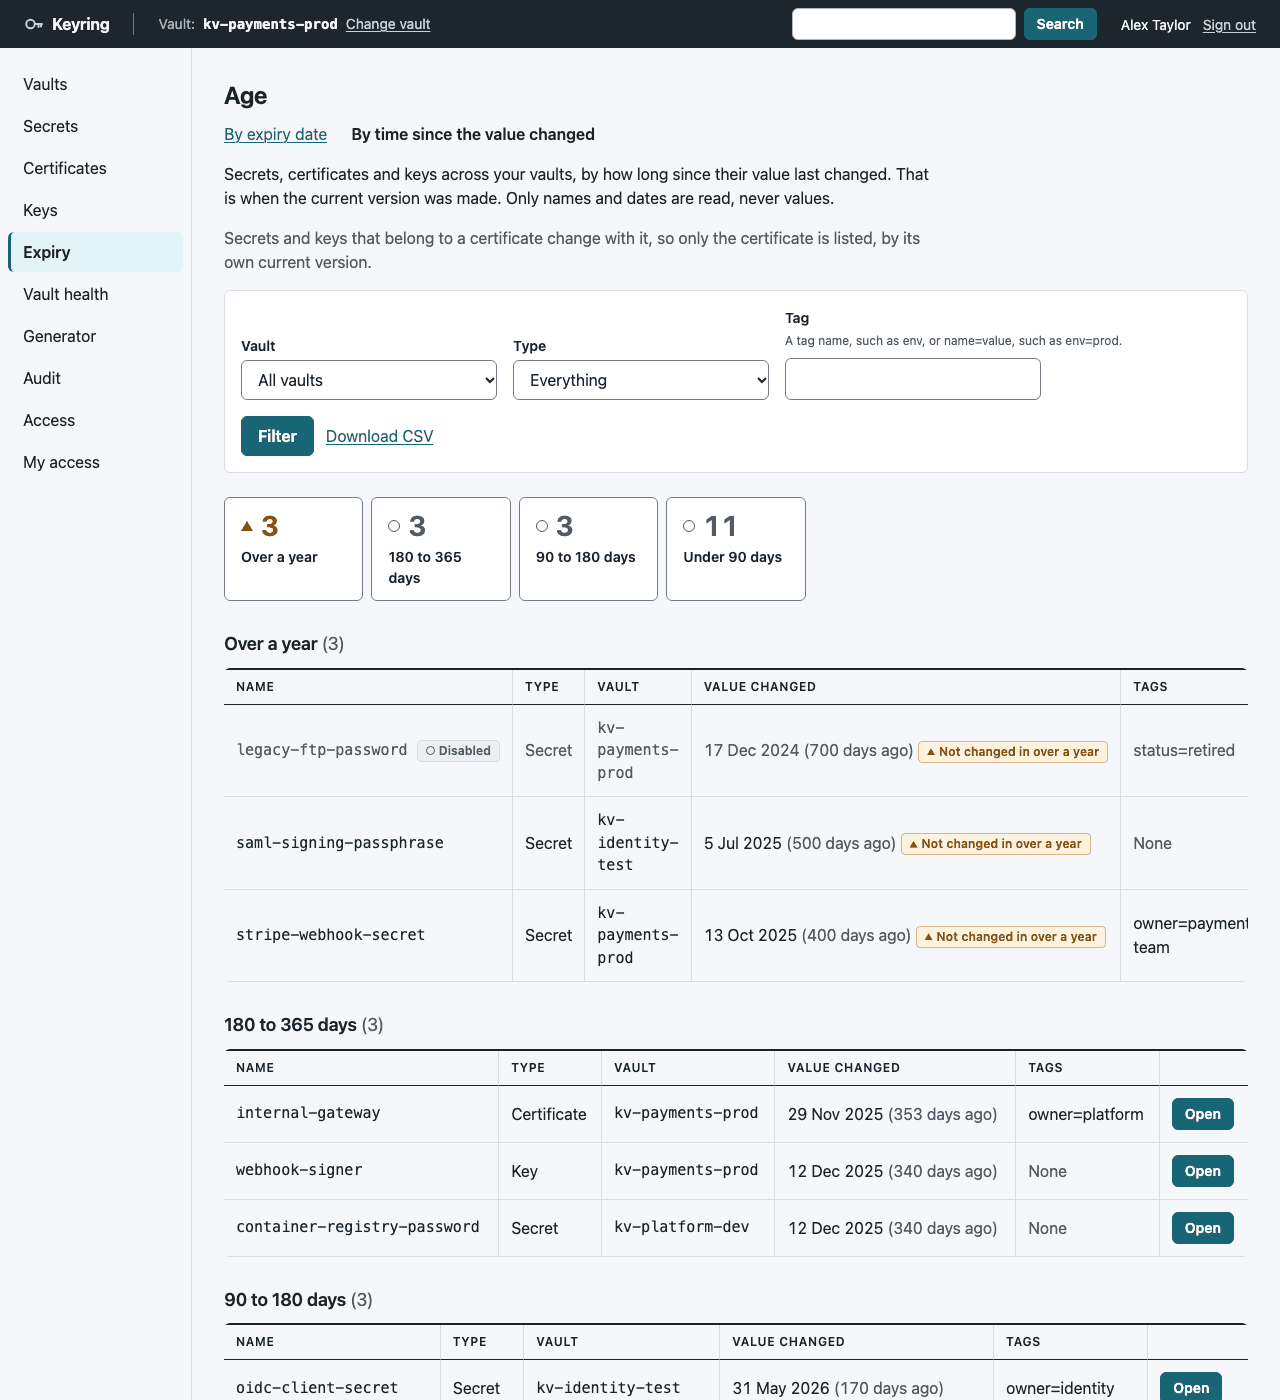 Keyring
Vault: kv-payments-prod Change vault
Search
Alex Taylor Sign out
Vaults
Secrets
Certificates
Keys
Expiry
Vault health
Generator
Audit
Access
My access
Age
By expiry date By time since the value changed
Secrets, certificates and keys across your vaults, by how long since their value last changed. That
is when the current version was made. Only names and dates are read, never values.
Secrets and keys that belong to a certificate change with it, so only the certificate is listed, by its
own current version.
Vault
All vaults
Type
Everything
Tag
A tag name, such as env, or name=value, such as env=prod.
Filter Download CSV
3
Over a year
3
180 to 365
days
3
90 to 180 days
11
Under 90 days
Over a year (3)
NAME TYPE VAULT VALUE CHANGED TAGS
legacy-ftp-password Disabled Secret kv-payments-prod 17 Dec 2024 (700 days ago) Not changed in over a year status=retired
saml-signing-passphrase Secret kv-identity-test 5 Jul 2025 (500 days ago) Not changed in over a year None
stripe-webhook-secret Secret kv-payments-prod 13 Oct 2025 (400 days ago) Not changed in over a year owner=payment team
180 to 365 days (3)
NAME TYPE VAULT VALUE CHANGED TAGS
internal-gateway Certificate kv-payments-prod 29 Nov 2025 (353 days ago) owner=platform Open
webhook-signer Key kv-payments-prod 12 Dec 2025 (340 days ago) None Open
container-registry-password Secret kv-platform-dev 12 Dec 2025 (340 days ago) None Open
90 to 180 days (3)
NAME TYPE VAULT VALUE CHANGED TAGS
oidc-client-secret Secret kv-identity-test 31 May 2026 (170 days ago) owner=identity Open